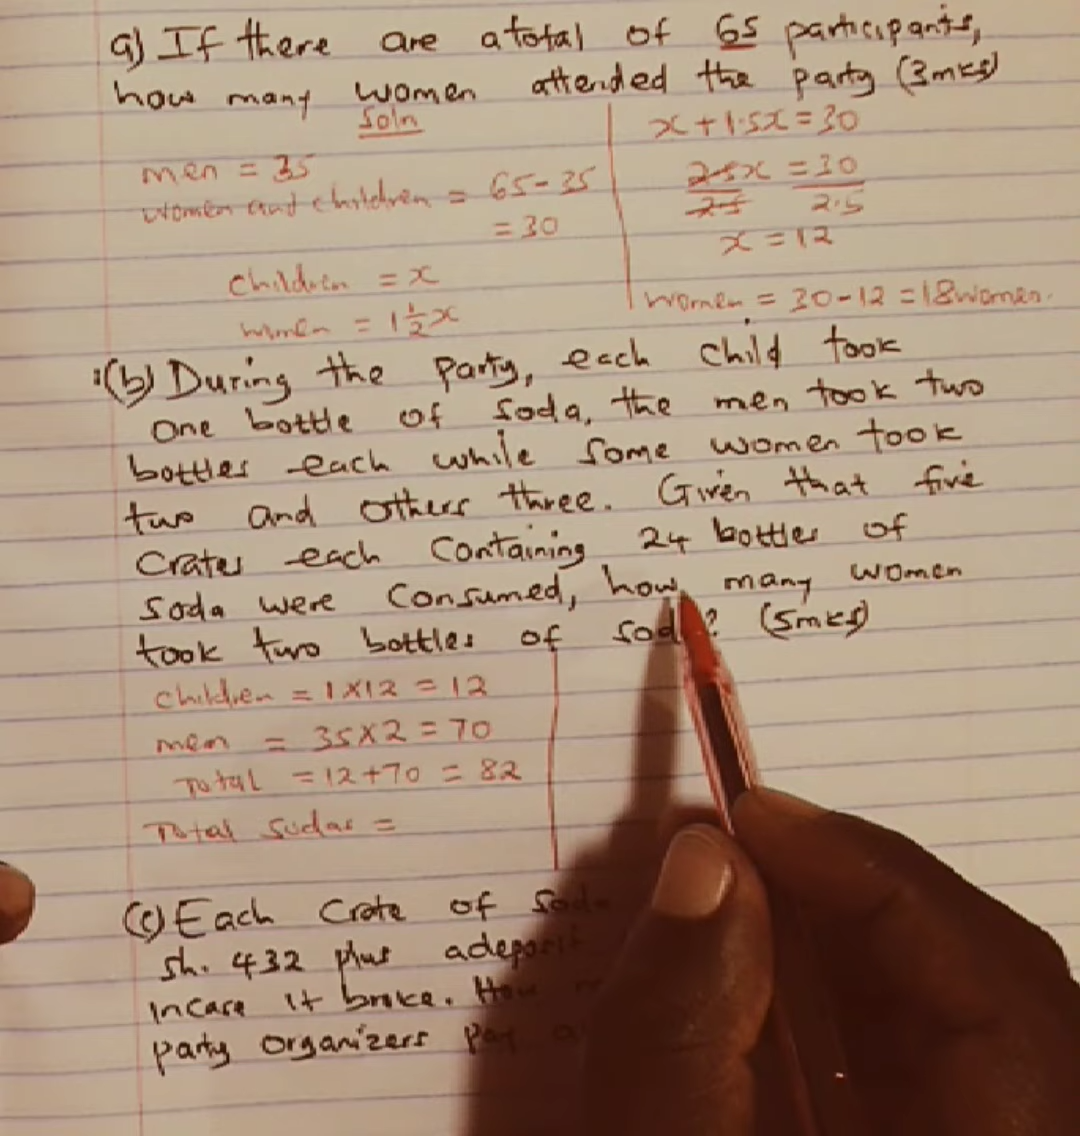 a) If there are a total of 65 participants,
how many women attended the party (3mks)
Soln
men = 35
women and children = 65-35
= 30
children = x
women = 1 1/2 x
x + 1.5x = 30
2.5x = 30
2.5 2.5
x = 12
women = 30-12 = 18 women.
(b) During the party, each child took
one bottle of soda, the men took two
bottles each while some women took
two and others three. Given that five
crates each containing 24 bottles of
soda were consumed, how many women
took two bottles of soda? (5mks)
children = 1x12 = 12
men = 35x2 = 70
Total = 12+70 = 82
Total sodas =
(c) Each crate of
sh. 432 plus a deposit
incase it broke. How
party organizers pay